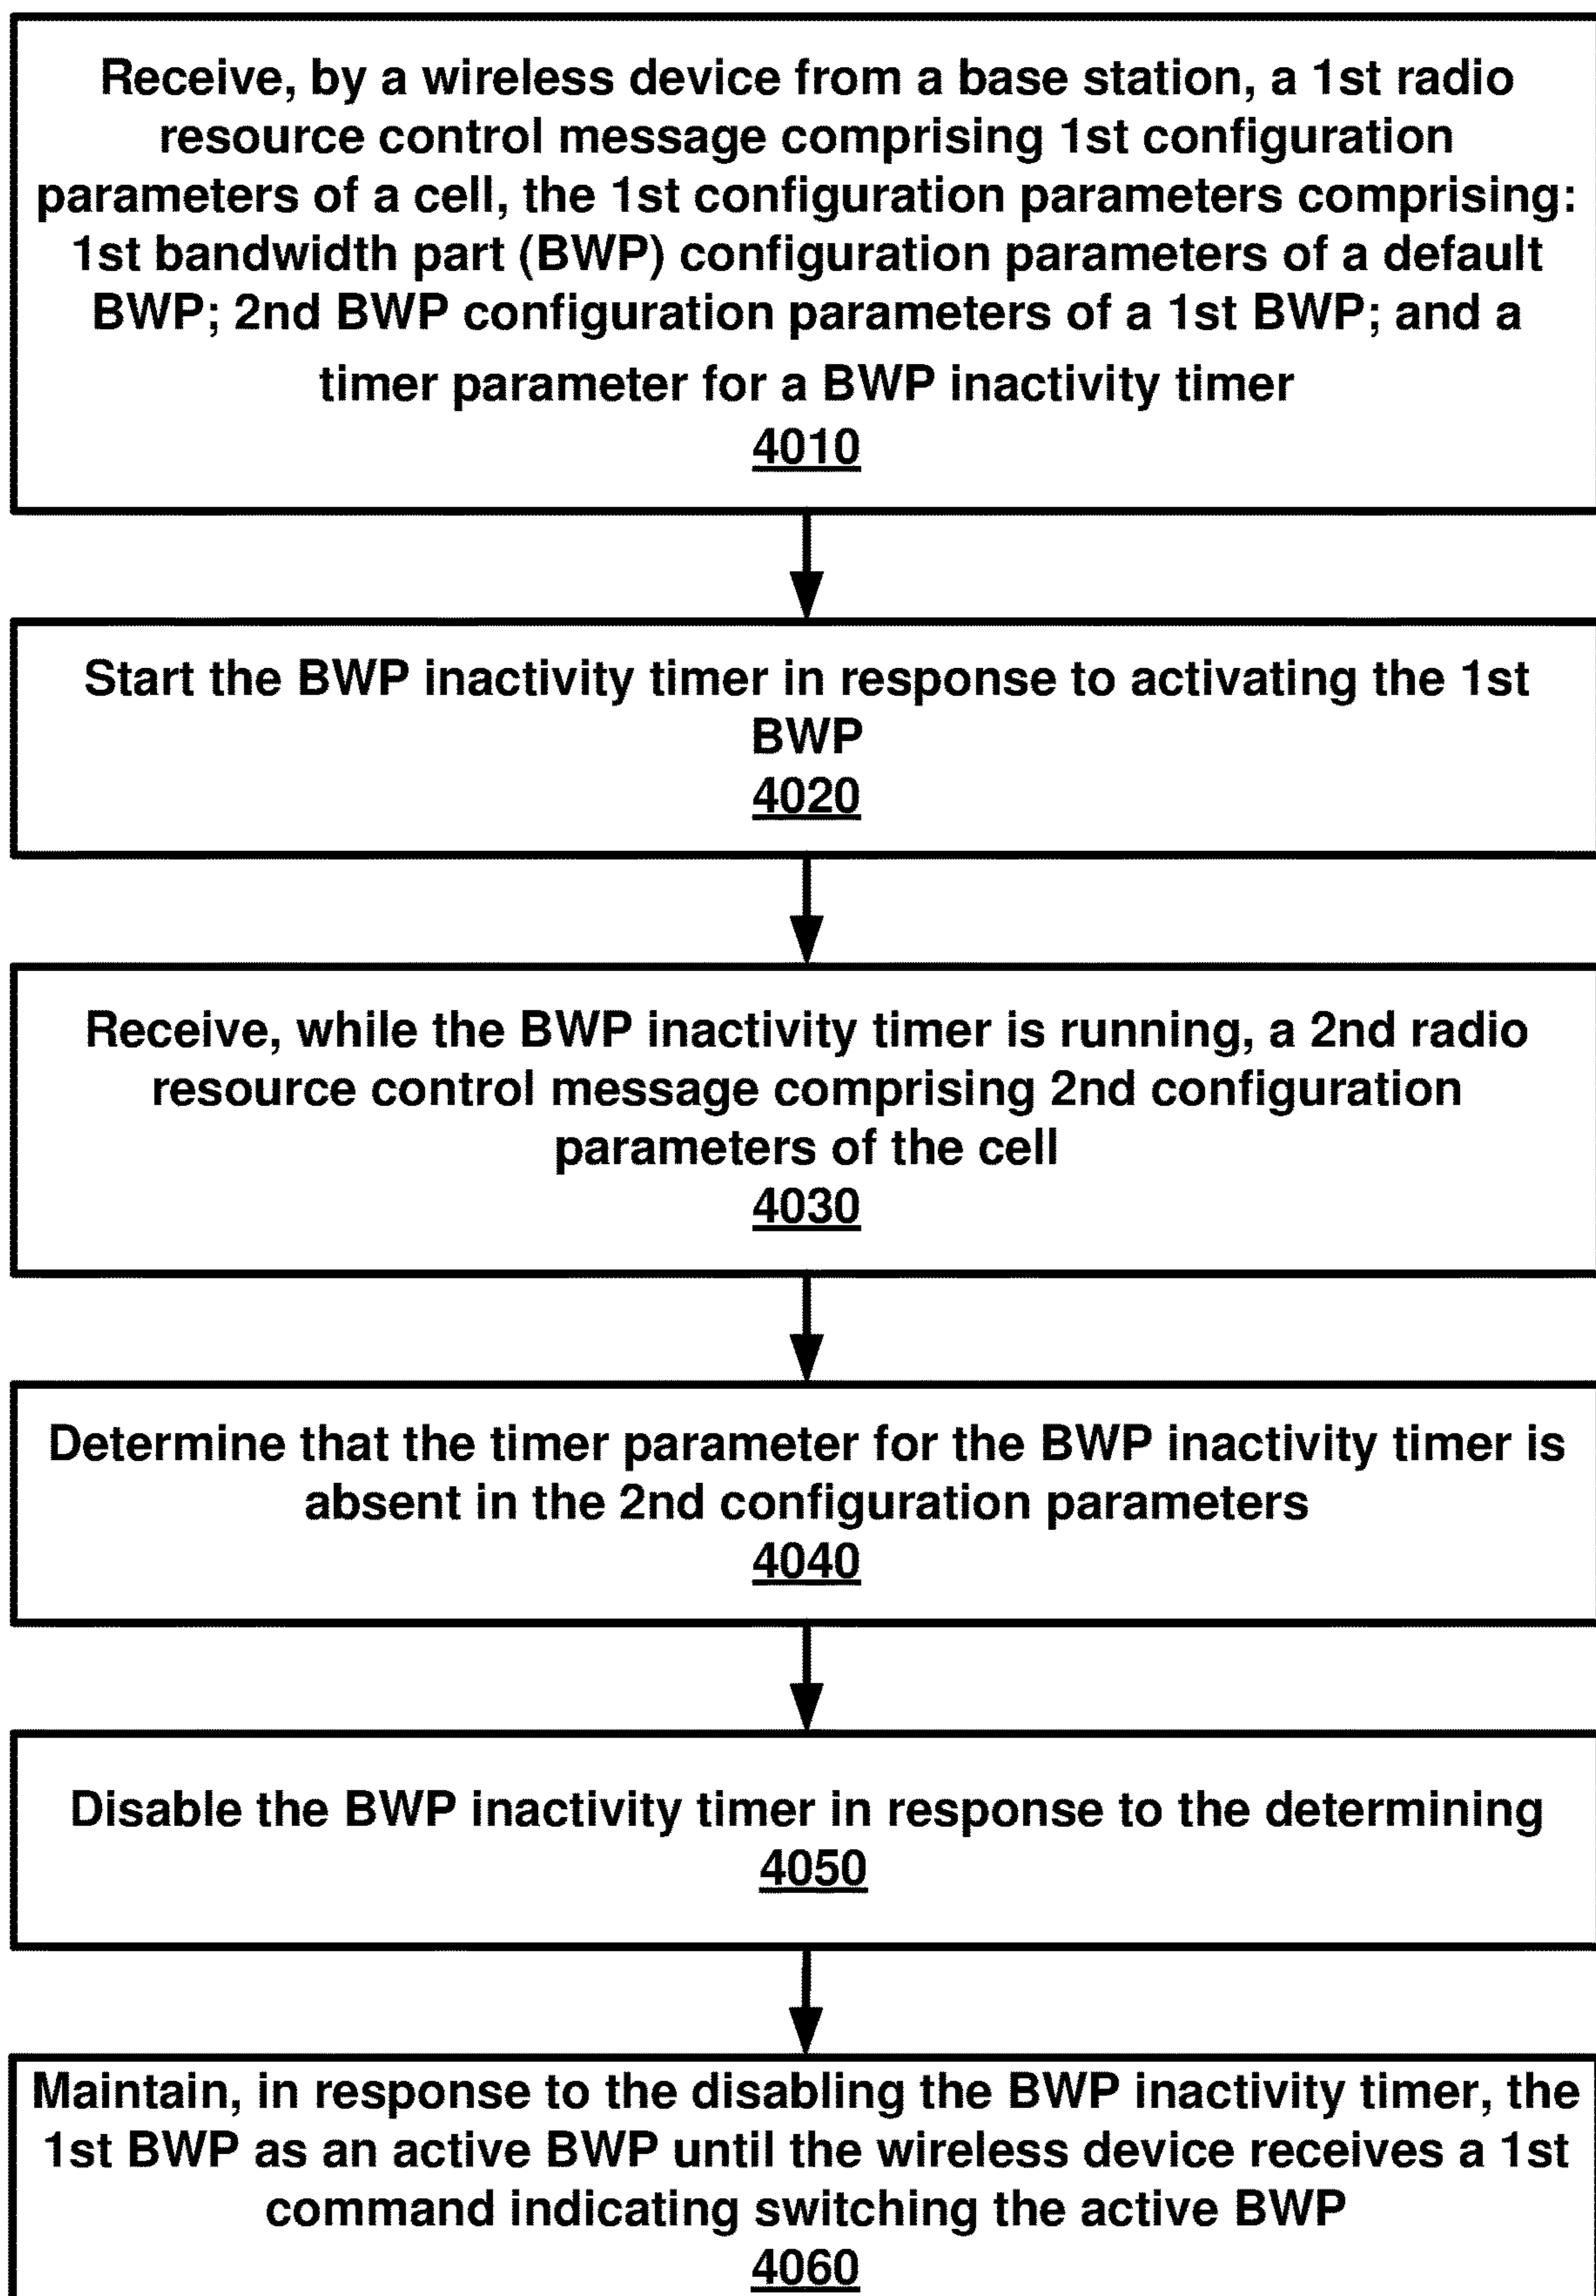 Receive, by a wireless device from a base station, a 1st radio
resource control message comprising 1st configuration
parameters of a cell, the 1st configuration parameters comprising:
1st bandwidth part (BWP) configuration parameters of a default
BWP; 2nd BWP configuration parameters of a 1st BWP; and a
timer parameter for a BWP inactivity timer
4010
Start the BWP inactivity timer in response to activating the 1st
BWP
4020
Receive, while the BWP inactivity timer is running, a 2nd radio
resource control message comprising 2nd configuration
parameters of the cell
4030
Determine that the timer parameter for the BWP inactivity timer is
absent in the 2nd configuration parameters
4040
Disable the BWP inactivity timer in response to the determining
4050
Maintain, in response to the disabling the BWP inactivity timer, the
1st BWP as an active BWP until the wireless device receives a 1st
command indicating switching the active BWP
4060